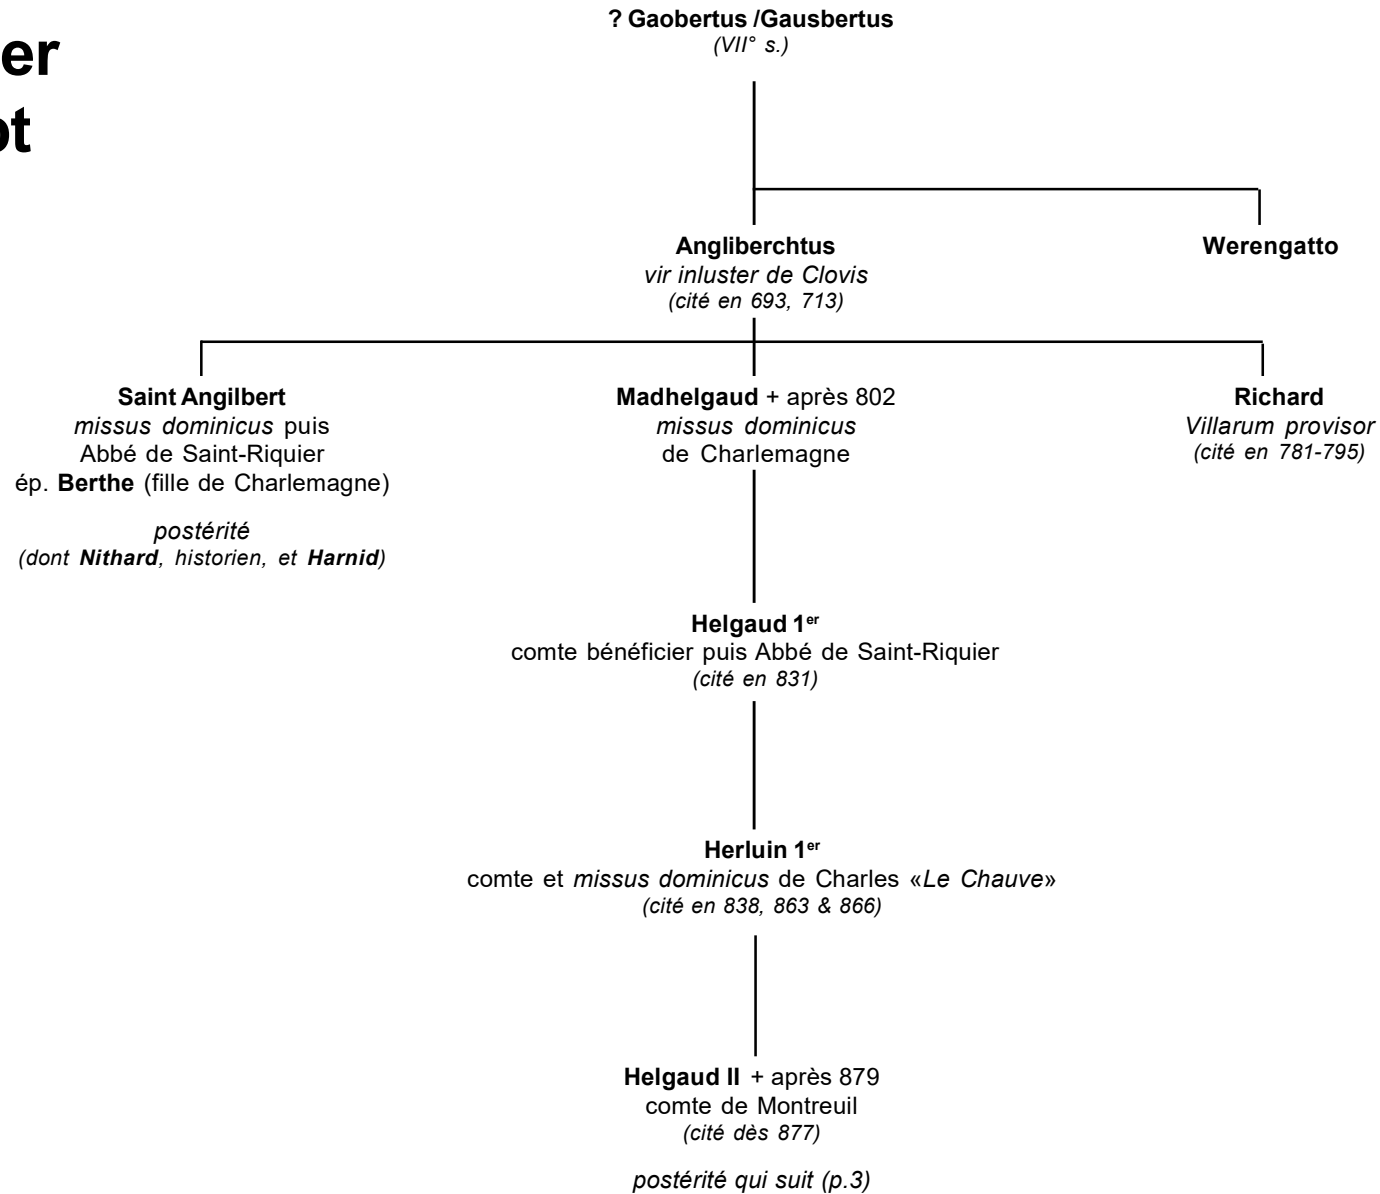 er
ot
? Gaobertus /Gausbertus
(VII° s.)
Angliberchtus
vir inluster de Clovis
(cité en 693, 713)
Werengatto
Saint Angilbert
missus dominicus puis
Abbé de Saint-Riquier
ép. Berthe (fille de Charlemagne)
postérité
(dont Nithard, historien, et Harnid)
Madhelgaud + après 802
missus dominicus
de Charlemagne
Richard
Villarum provisor
(cité en 781-795)
Helgaud 1er
comte bénéficier puis Abbé de Saint-Riquier
(cité en 831)
Herluin 1er
comte et missus dominicus de Charles «Le Chauve»
(cité en 838, 863 & 866)
Helgaud II + après 879
comte de Montreuil
(cité dès 877)
postérité qui suit (p.3)